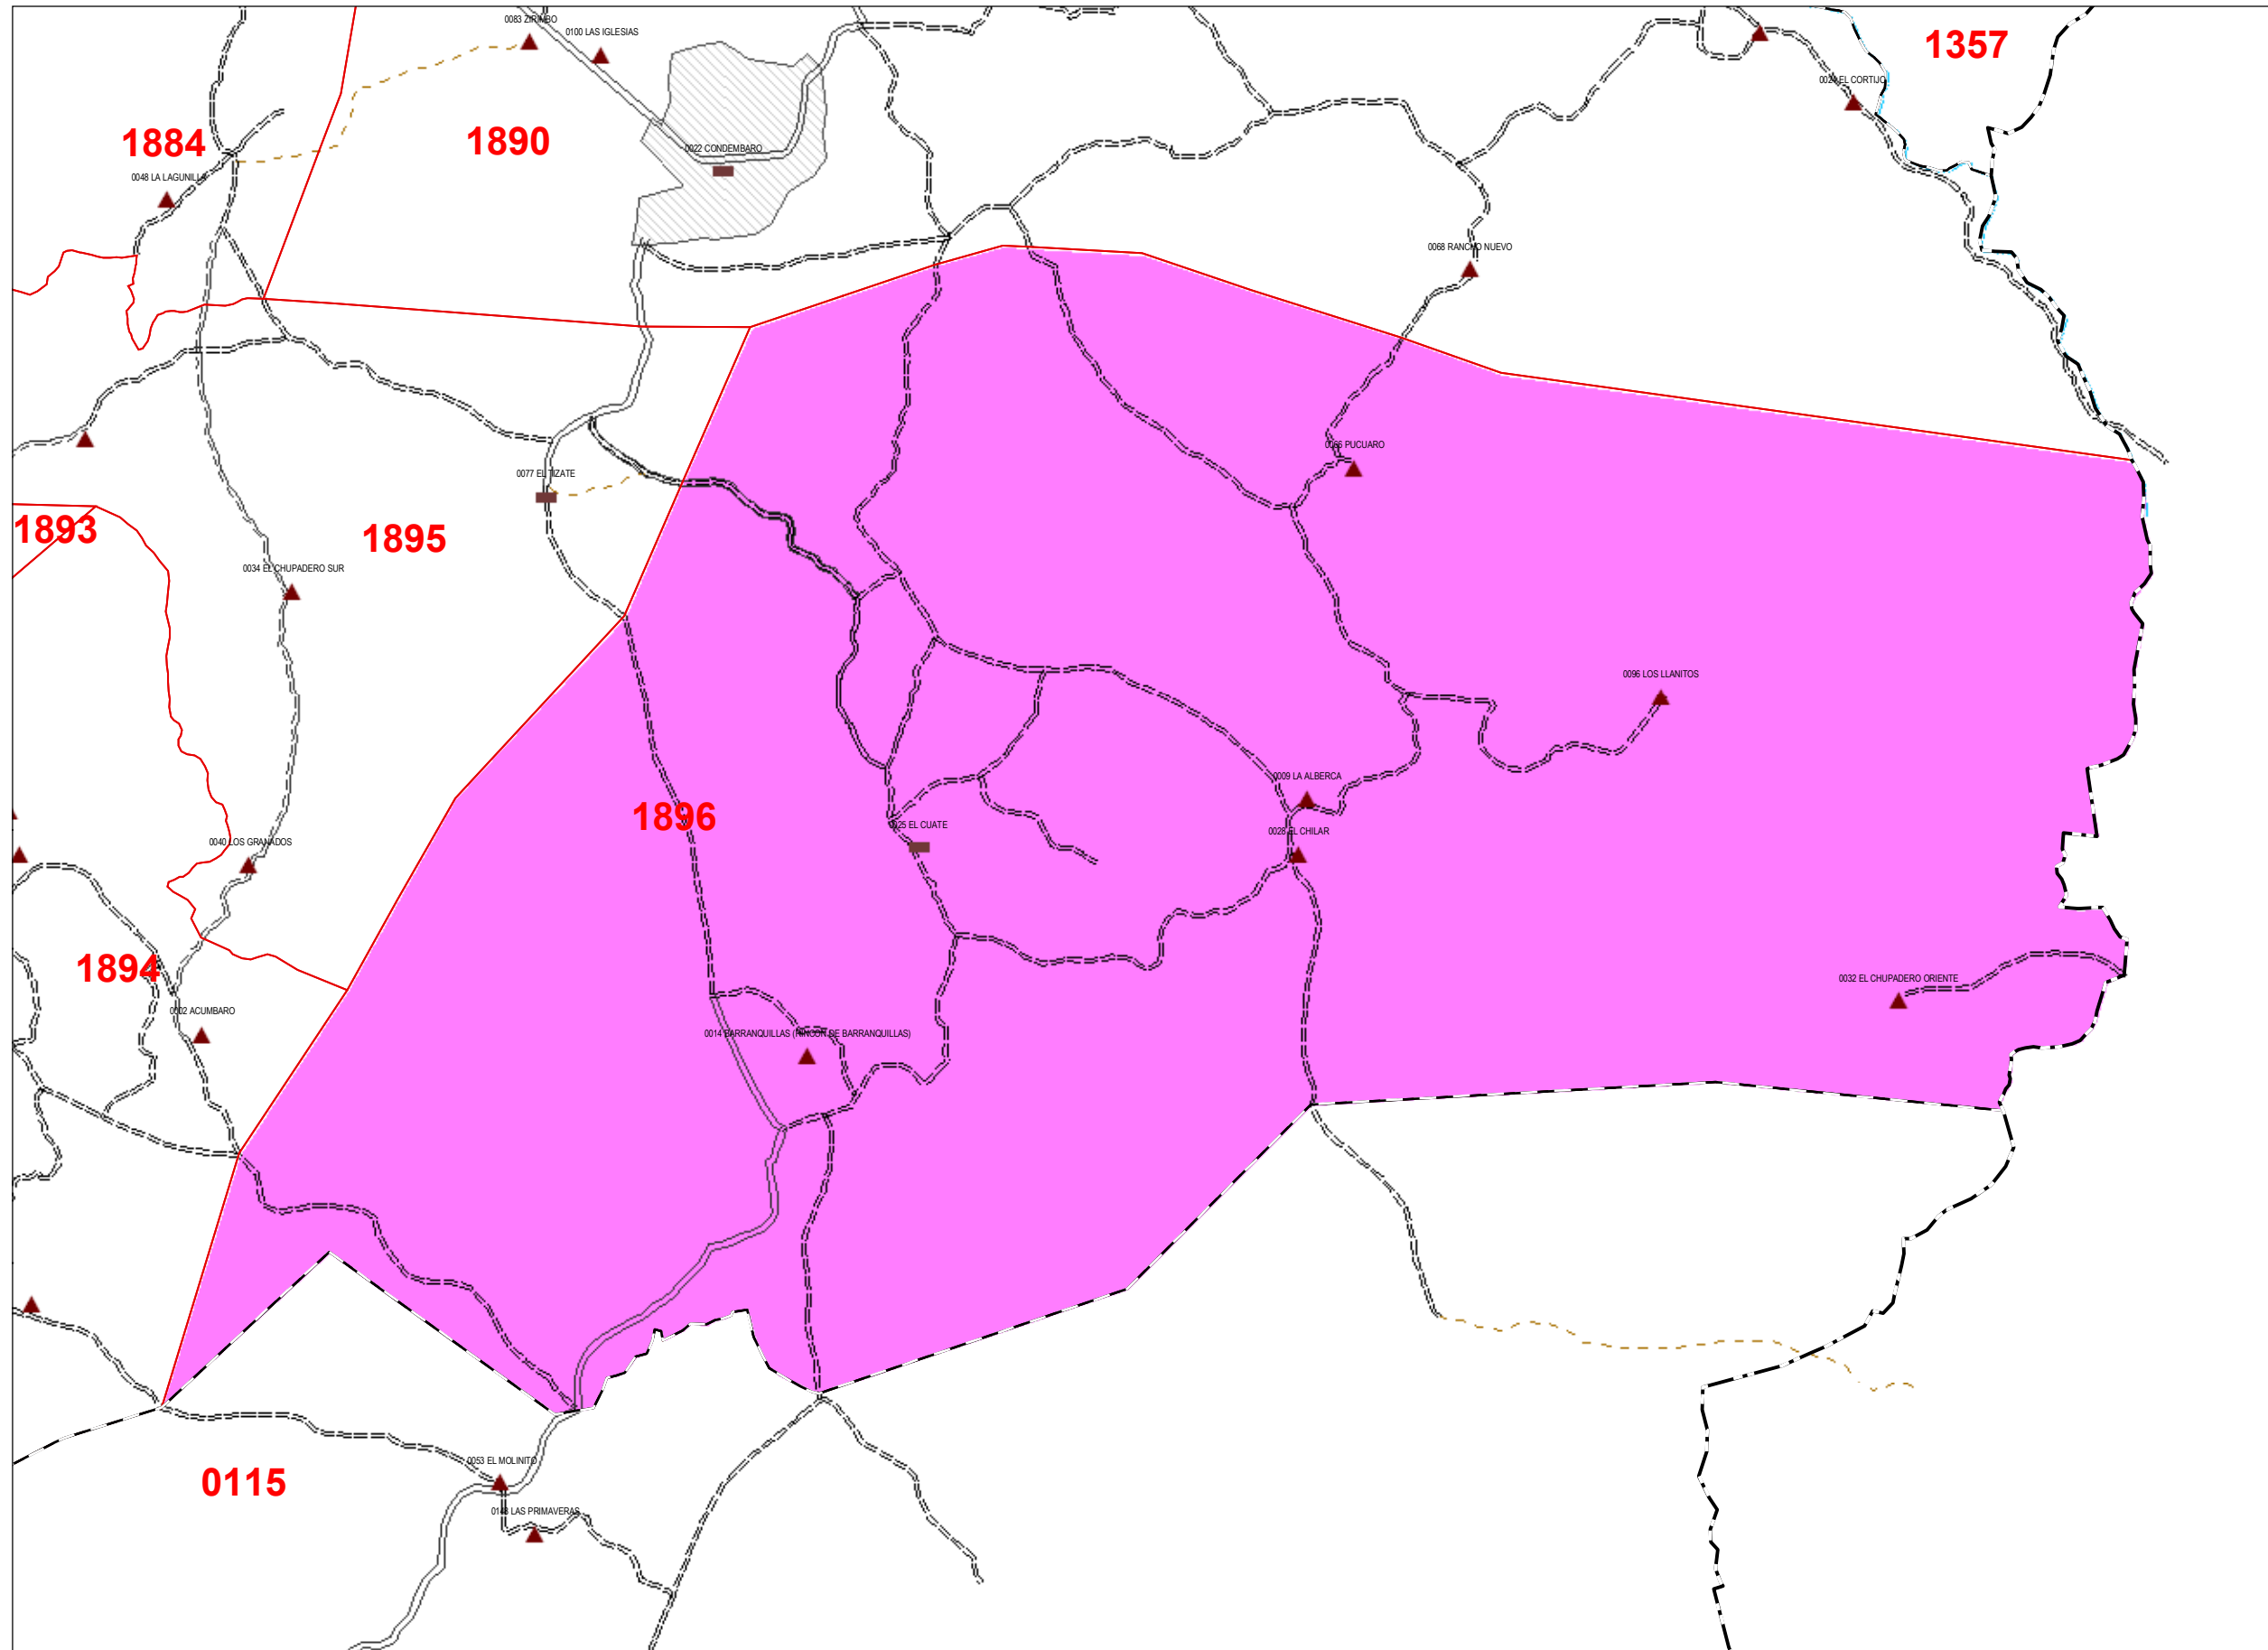 0083 ZIRIMBO
0100 LAS IGLESIAS
1357
0024 EL CORTIJO
1884
1890
0022 CONDEMBARO
0048 LA LAGUNILLA
0068 RANCHO NUEVO
0066 PUCUARO
0077 EL TIZATE
1893
1895
0034 EL CHUPADERO SUR
0096 LOS LLANITOS
0009 LA ALBERCA
1896
0025 EL CUATE
0028 EL CHILAR
0040 LOS GRANADOS
1894
0032 EL CHUPADERO ORIENTE
0002 ACUMBARO
0014 BARRANQUILLAS (RINCON DE BARRANQUILLAS)
0053 EL MOLINITO
0115
0148 LAS PRIMAVERAS